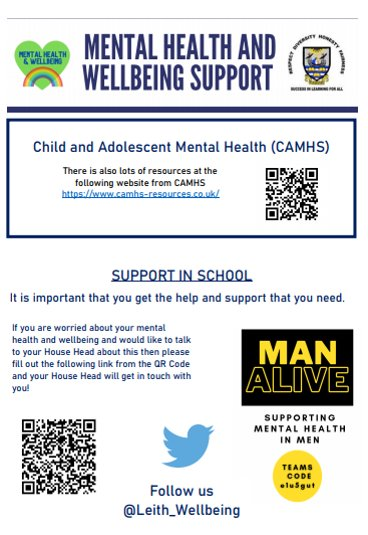 MENTAL HEALTH
& WELLBEING
MENTAL HEALTH AND
WELLBEING SUPPORT
RESPECT DIVERSITY HONESTY FAIRNESS
SUCCESS IN LEARNING FOR ALL
Child and Adolescent Mental Health (CAMHS)
There is also lots of resources at the
following website from CAMHS
https://www.camhs-resources.co.uk/
SUPPORT IN SCHOOL
It is important that you get the help and support that you need.
If you are worried about your mental
health and wellbeing and would like to talk
to your House Head about this then please
fill out the following link from the QR Code
and your House Head will get in touch with
you!
MAN
ALIVE
SUPPORTING
MENTAL HEALTH
IN MEN
TEAMS
CODE
o1u5gut
Follow us
@Leith_Wellbeing